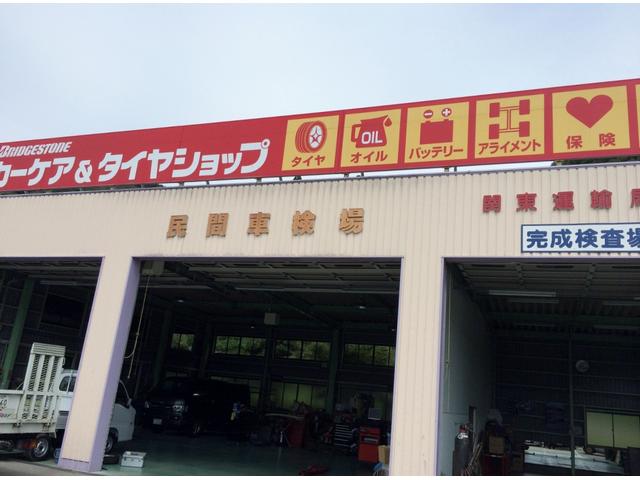 BRIDGESTONE
カーケア&タイヤショップ
タイヤ
OIL
オイル
バッテリー
アライメント
保険
民間車検場
関東運輸局
完成検査場